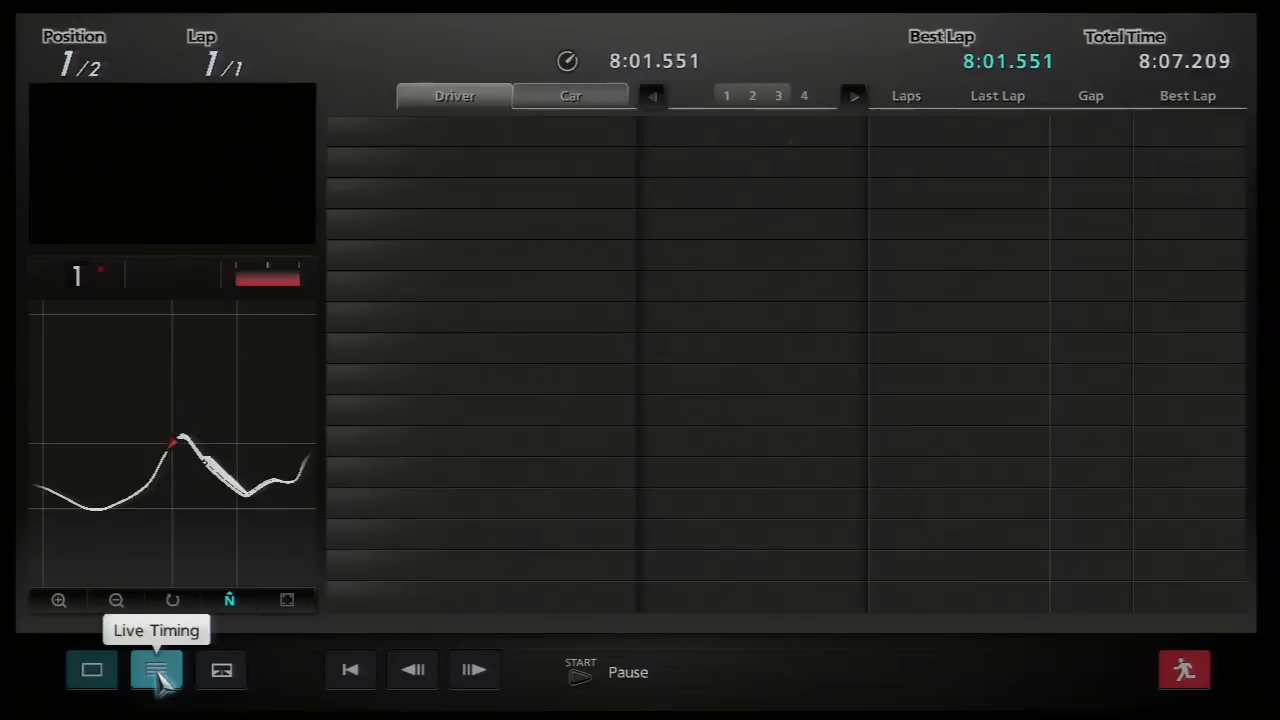 Position
Lap
Best Lap
Total Time
1/2
1/1
8:01.551
8:01.551
8:07.209
Driver
Car
1 2 3 4
Laps
Last Lap
Gap
Best Lap
1
N
Live Timing
START
Pause